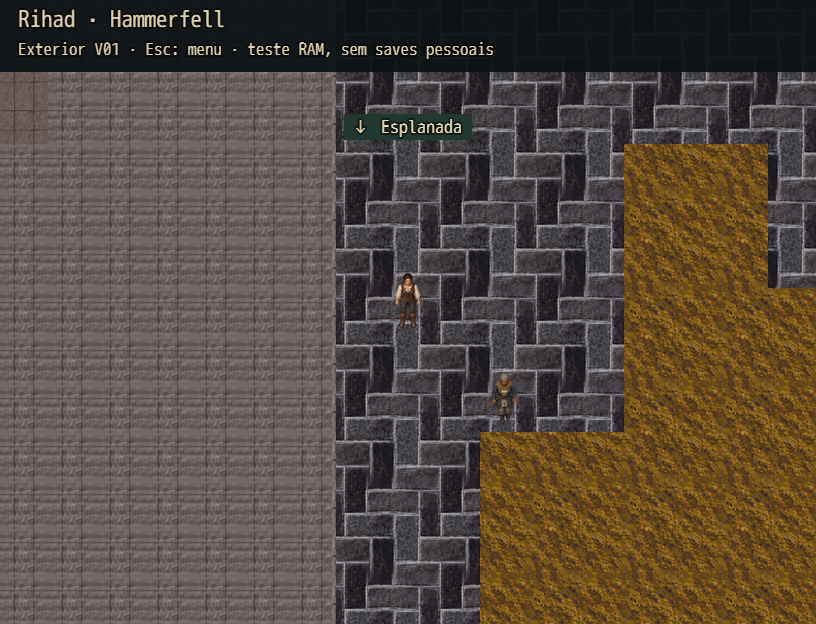 Rihad · Hammerfell
Exterior V01 · Esc: menu · teste RAM, sem saves pessoais
↓ Esplanada